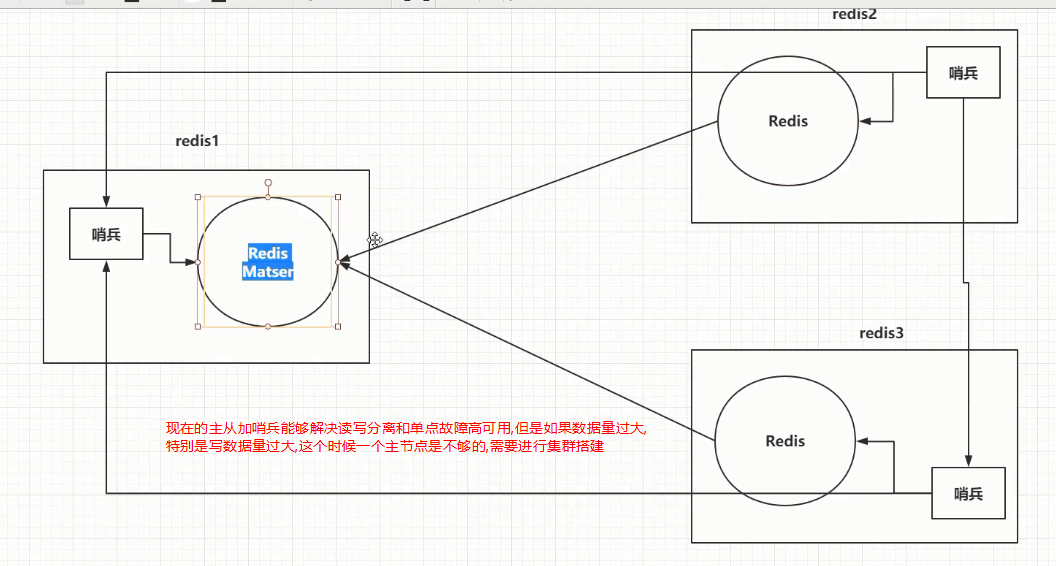 redis2
哨兵
Redis
redis1
哨兵
Redis
Matser
redis3
现在的主从加哨兵能够解决读写分离和单点故障高可用,但是如果数据量过大,
特别是写数据量过大,这个时候一个主节点是不够的,需要进行集群搭建
Redis
哨兵